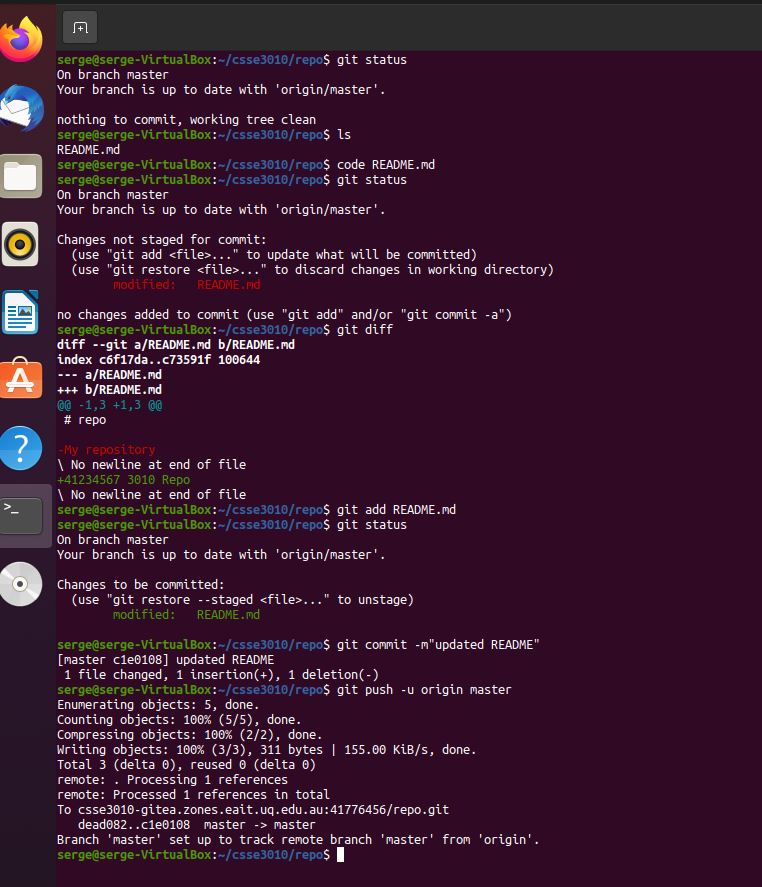 serge@serge-VirtualBox:~/csse3010/repo$ git status
On branch master
Your branch is up to date with 'origin/master'.
nothing to commit, working tree clean
serge@serge-VirtualBox:~/csse3010/repo$ ls
README.md
serge@serge-VirtualBox:~/csse3010/repo$ code README.md
serge@serge-VirtualBox:~/csse3010/repo$ git status
On branch master
Your branch is up to date with 'origin/master'.
Changes not staged for commit:
  (use "git add <file>..." to update what will be committed)
  (use "git restore <file>..." to discard changes in working directory)
        modified:   README.md
no changes added to commit (use "git add" and/or "git commit -a")
serge@serge-VirtualBox:~/csse3010/repo$ git diff
diff --git a/README.md b/README.md
index c6f17da..c73591f 100644
--- a/README.md
+++ b/README.md
@@ -1,3 +1,3 @@
 # repo
-My repository
\ No newline at end of file
+41234567 3010 Repo
\ No newline at end of file
serge@serge-VirtualBox:~/csse3010/repo$ git add README.md
serge@serge-VirtualBox:~/csse3010/repo$ git status
On branch master
Your branch is up to date with 'origin/master'.
Changes to be committed:
  (use "git restore --staged <file>..." to unstage)
        modified:   README.md
serge@serge-VirtualBox:~/csse3010/repo$ git commit -m"updated README"
[master c1e0108] updated README
 1 file changed, 1 insertion(+), 1 deletion(-)
serge@serge-VirtualBox:~/csse3010/repo$ git push -u origin master
Enumerating objects: 5, done.
Counting objects: 100% (5/5), done.
Compressing objects: 100% (2/2), done.
Writing objects: 100% (3/3), 311 bytes | 155.00 KiB/s, done.
Total 3 (delta 0), reused 0 (delta 0)
remote: . Processing 1 references
remote: Processed 1 references in total
To csse3010-gitea.zones.eait.uq.edu.au:41776456/repo.git
   dead082..c1e0108  master -> master
Branch 'master' set up to track remote branch 'master' from 'origin'.
serge@serge-VirtualBox:~/csse3010/repo$